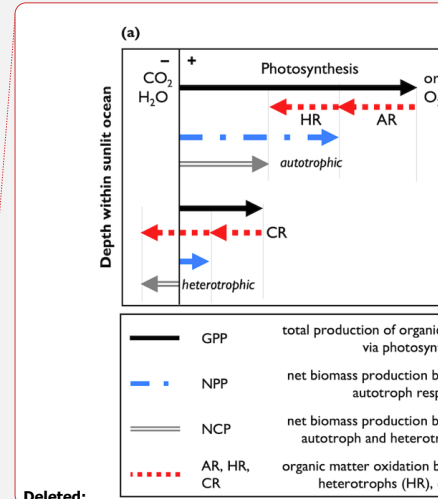 (a)
− +
CO2
H2O
Photosynthesis
or
O
HR AR
autotrophic
CR
heterotrophic
Depth within sunlit ocean
GPP total production of organic
via photosyn
NPP net biomass production b
autotroph resp
NCP net biomass production b
autotroph and heterotr
AR, HR,
CR
organic matter oxidation b
heterotrophs (HR),
Deleted: